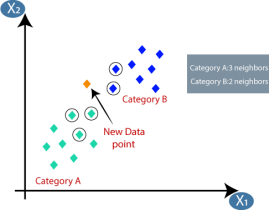 X2
Category A:3 neighbors
Category B:2 neighbors
Category B
New Data
point
Category A
X1